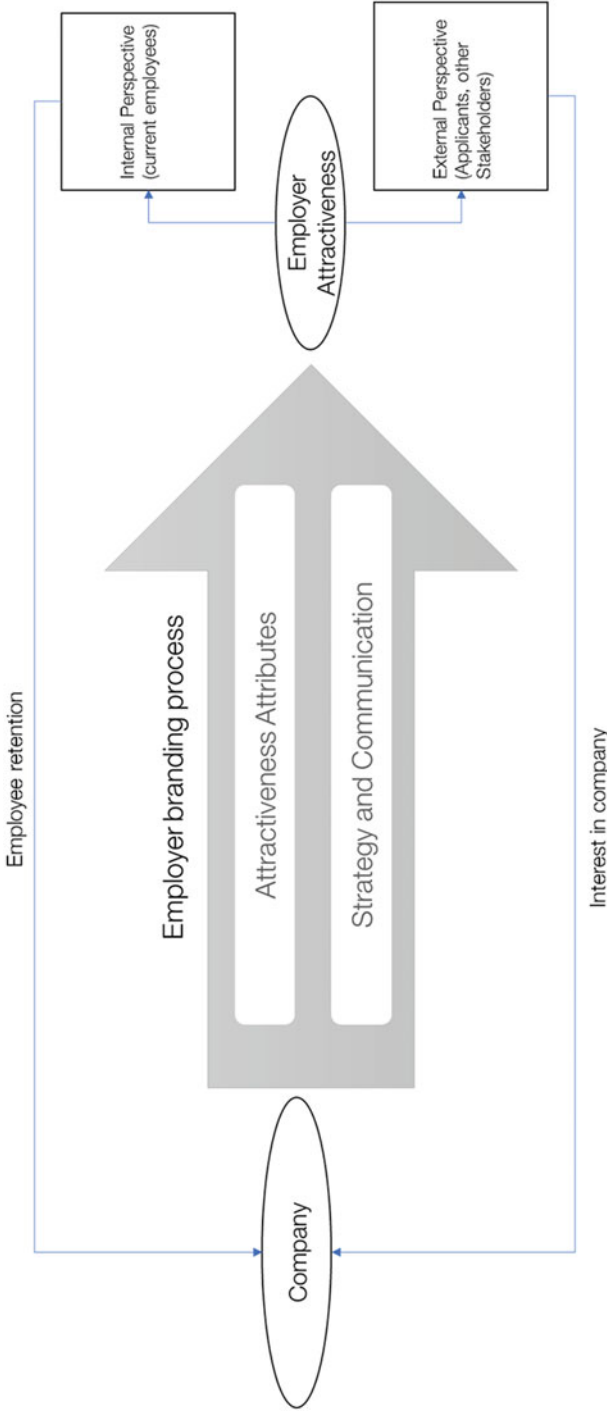 Employee retention
Internal Perspective
(current employees)
Employer branding process
Attractiveness Attributes
Strategy and Communication
Company
Employer
Attractiveness
External Perspective
(Applicants, other
Stakeholders)
Interest in company